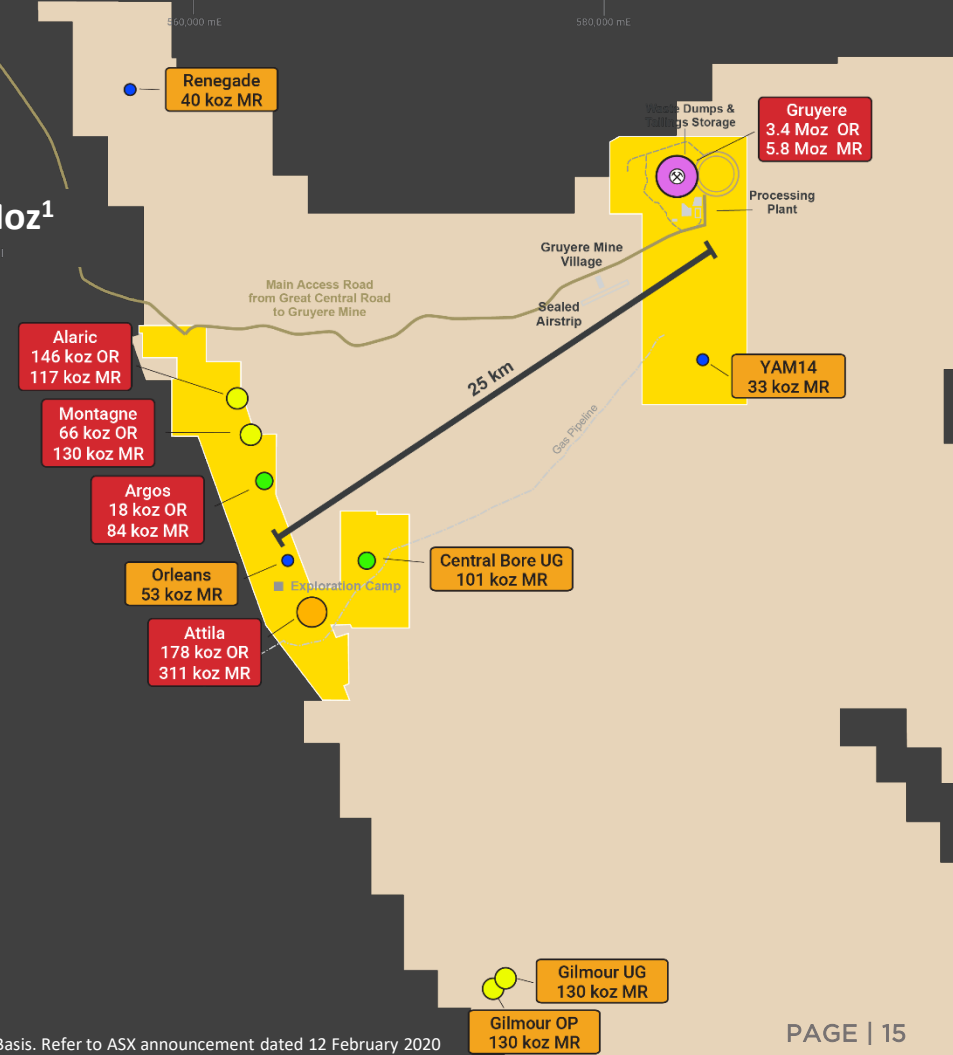 560,000 mE
580,000 mE
Renegade
40 koz MR
Waste Dumps &
Tailings Storage
Gruyere
3.4 Moz OR
5.8 Moz MR
Processing
Plant
oz¹
Gruyere Mine
Village
Main Access Road
from Great Central Road
to Gruyere Mine
Sealed
Airstrip
Alaric
146 koz OR
117 koz MR
25 km
YAM14
33 koz MR
Montagne
66 koz OR
130 koz MR
Gas Pipeline
Argos
18 koz OR
84 koz MR
Central Bore UG
101 koz MR
Orleans
53 koz MR
Exploration Camp
Attila
178 koz OR
311 koz MR
Gilmour UG
130 koz MR
Gilmour OP
130 koz MR
Basis. Refer to ASX announcement dated 12 February 2020
PAGE | 15